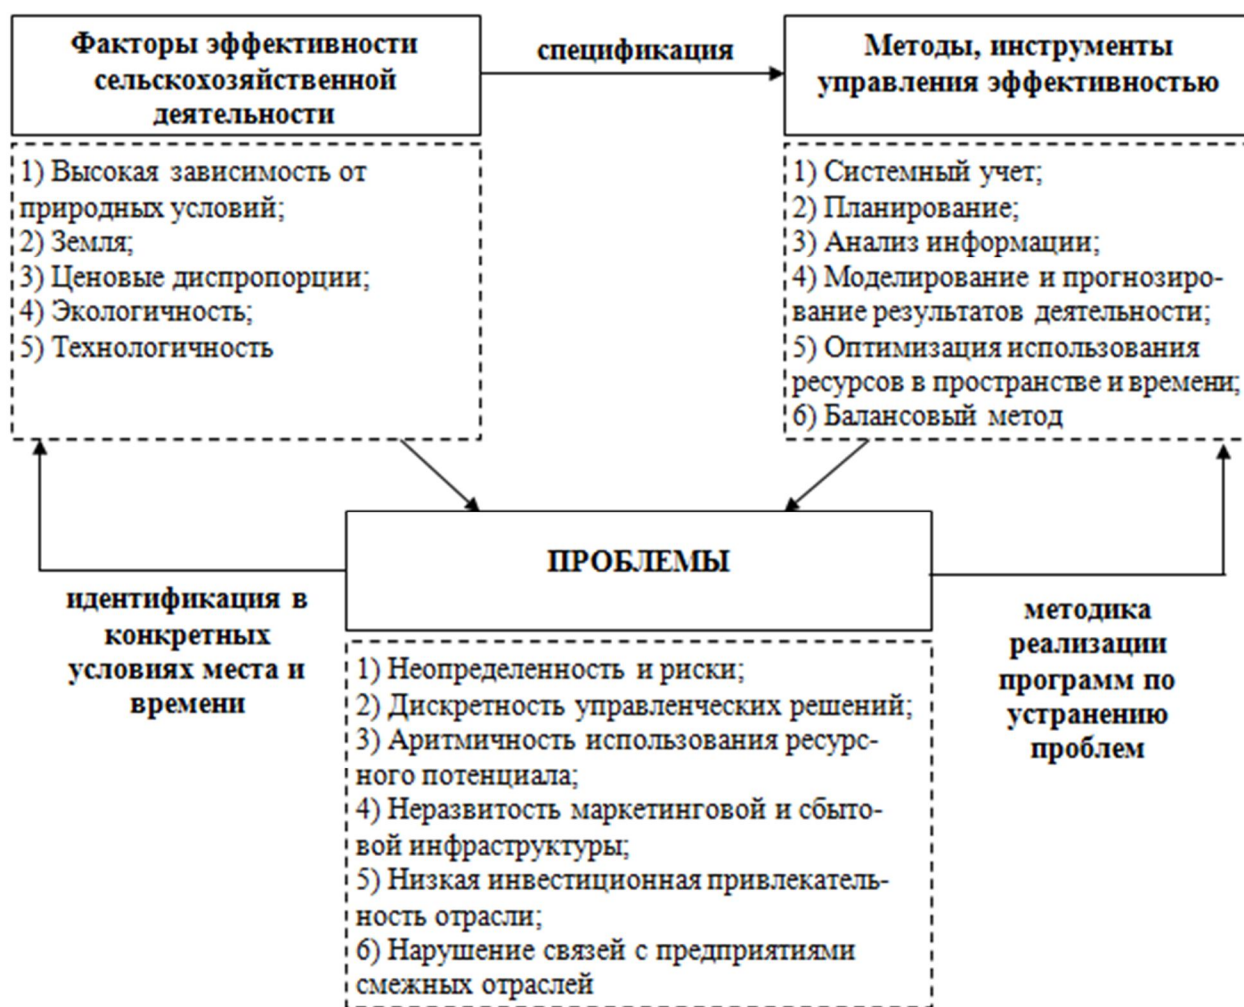 Факторы эффективности
сельскохозяйственной
деятельности
спецификация
Методы, инструменты
управления эффективностью
1) Высокая зависимость от
природных условий;
2) Земля;
3) Ценовые диспропорции;
4) Экологичность;
5) Технологичность
1) Системный учет;
2) Планирование;
3) Анализ информации;
4) Моделирование и прогнозиро-
вание результатов деятельности;
5) Оптимизация использования
ресурсов в пространстве и времени;
6) Балансовый метод
ПРОБЛЕМЫ
идентификация в
конкретных
условиях места и
времени
методика
реализации
программ по
устранению
проблем
1) Неопределенность и риски;
2) Дискретность управленческих решений;
3) Аритмичность использования ресурс-
ного потенциала;
4) Неразвитость маркетинговой и сбыто-
вой инфраструктуры;
5) Низкая инвестиционная привлекатель-
ность отрасли;
6) Нарушение связей с предприятиями
смежных отраслей